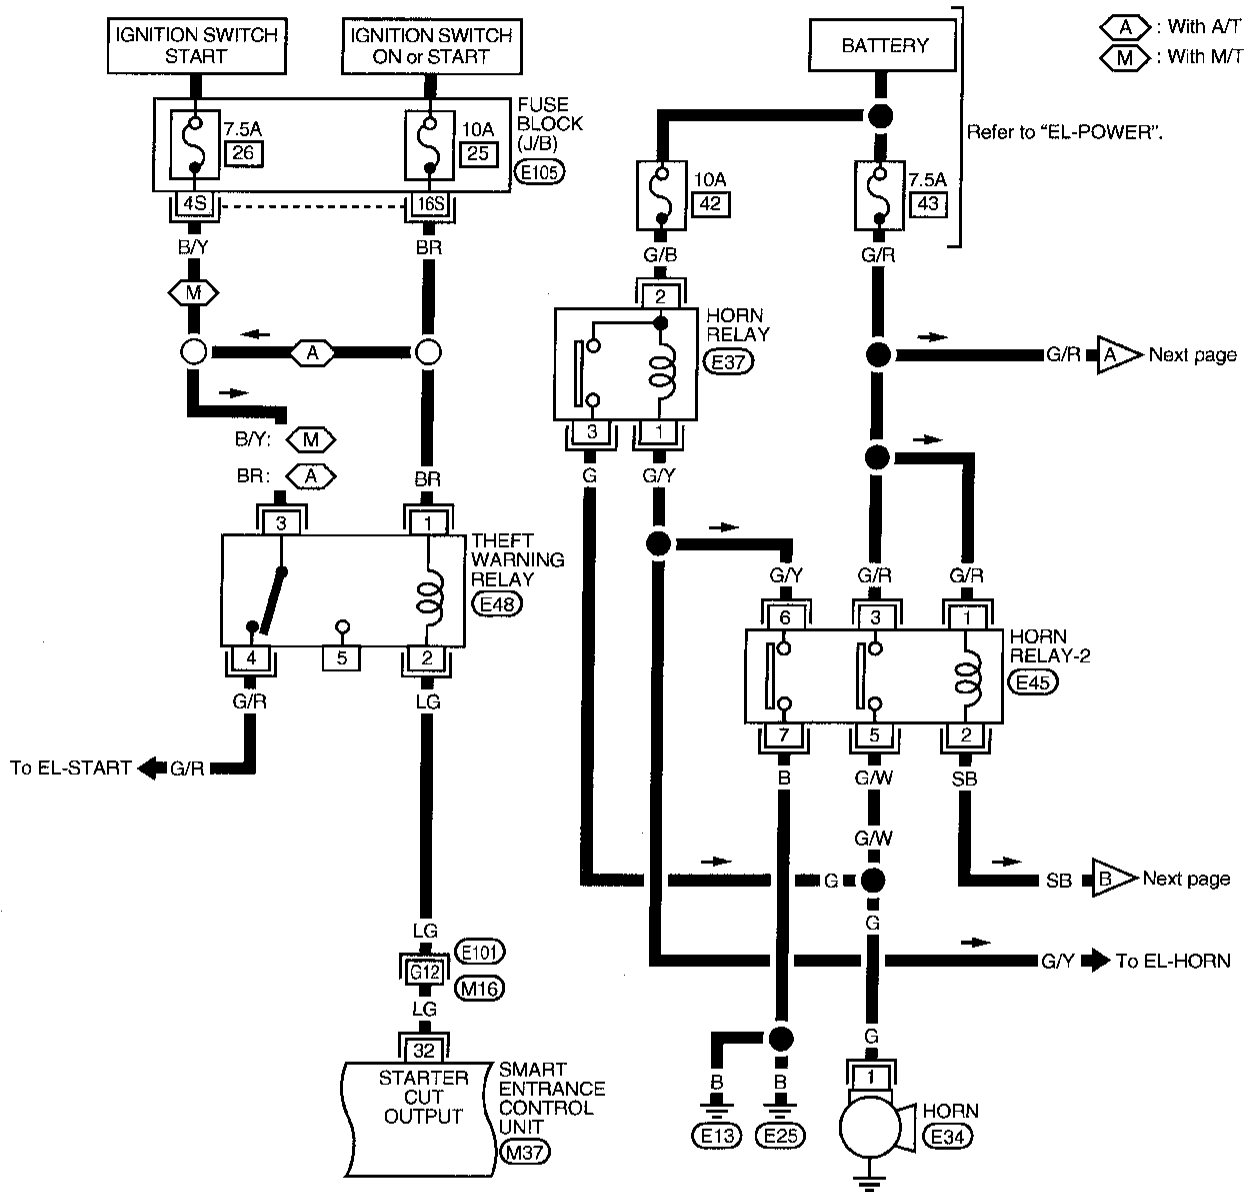 IGNITION SWITCH
START
IGNITION SWITCH
ON or START
BATTERY
A : With A/T
M : With M/T
Refer to "EL-POWER".
7.5A
26
10A
25
FUSE
BLOCK
(J/B)
E105
10A
42
7.5A
43
4S
16S
B/Y
BR
G/B
G/R
M
2
HORN
RELAY
E37
A
G/R
A
Next page
B/Y: M
BR: A
BR
3
1
G
G/Y
3
1
THEFT
WARNING
RELAY
E48
G/Y
G/R
G/R
6
3
1
HORN
RELAY-2
E45
4
5
2
G/R
LG
7
5
2
B
G/W
SB
To EL-START
G/R
G/W
G
SB
B
Next page
G
LG
E101
G12
M16
LG
G/Y
To EL-HORN
32
STARTER
CUT
OUTPUT
SMART
ENTRANCE
CONTROL
UNIT
M37
G
1
B
B
E13
E25
HORN
E34